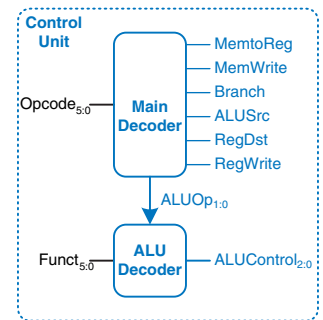 Control
Unit
MemtoReg
MemWrite
Branch
ALUSrc
RegDst
RegWrite
Opcode5:0
Main
Decoder
ALUOp1:0
Funct5:0
ALU
Decoder
ALUControl2:0